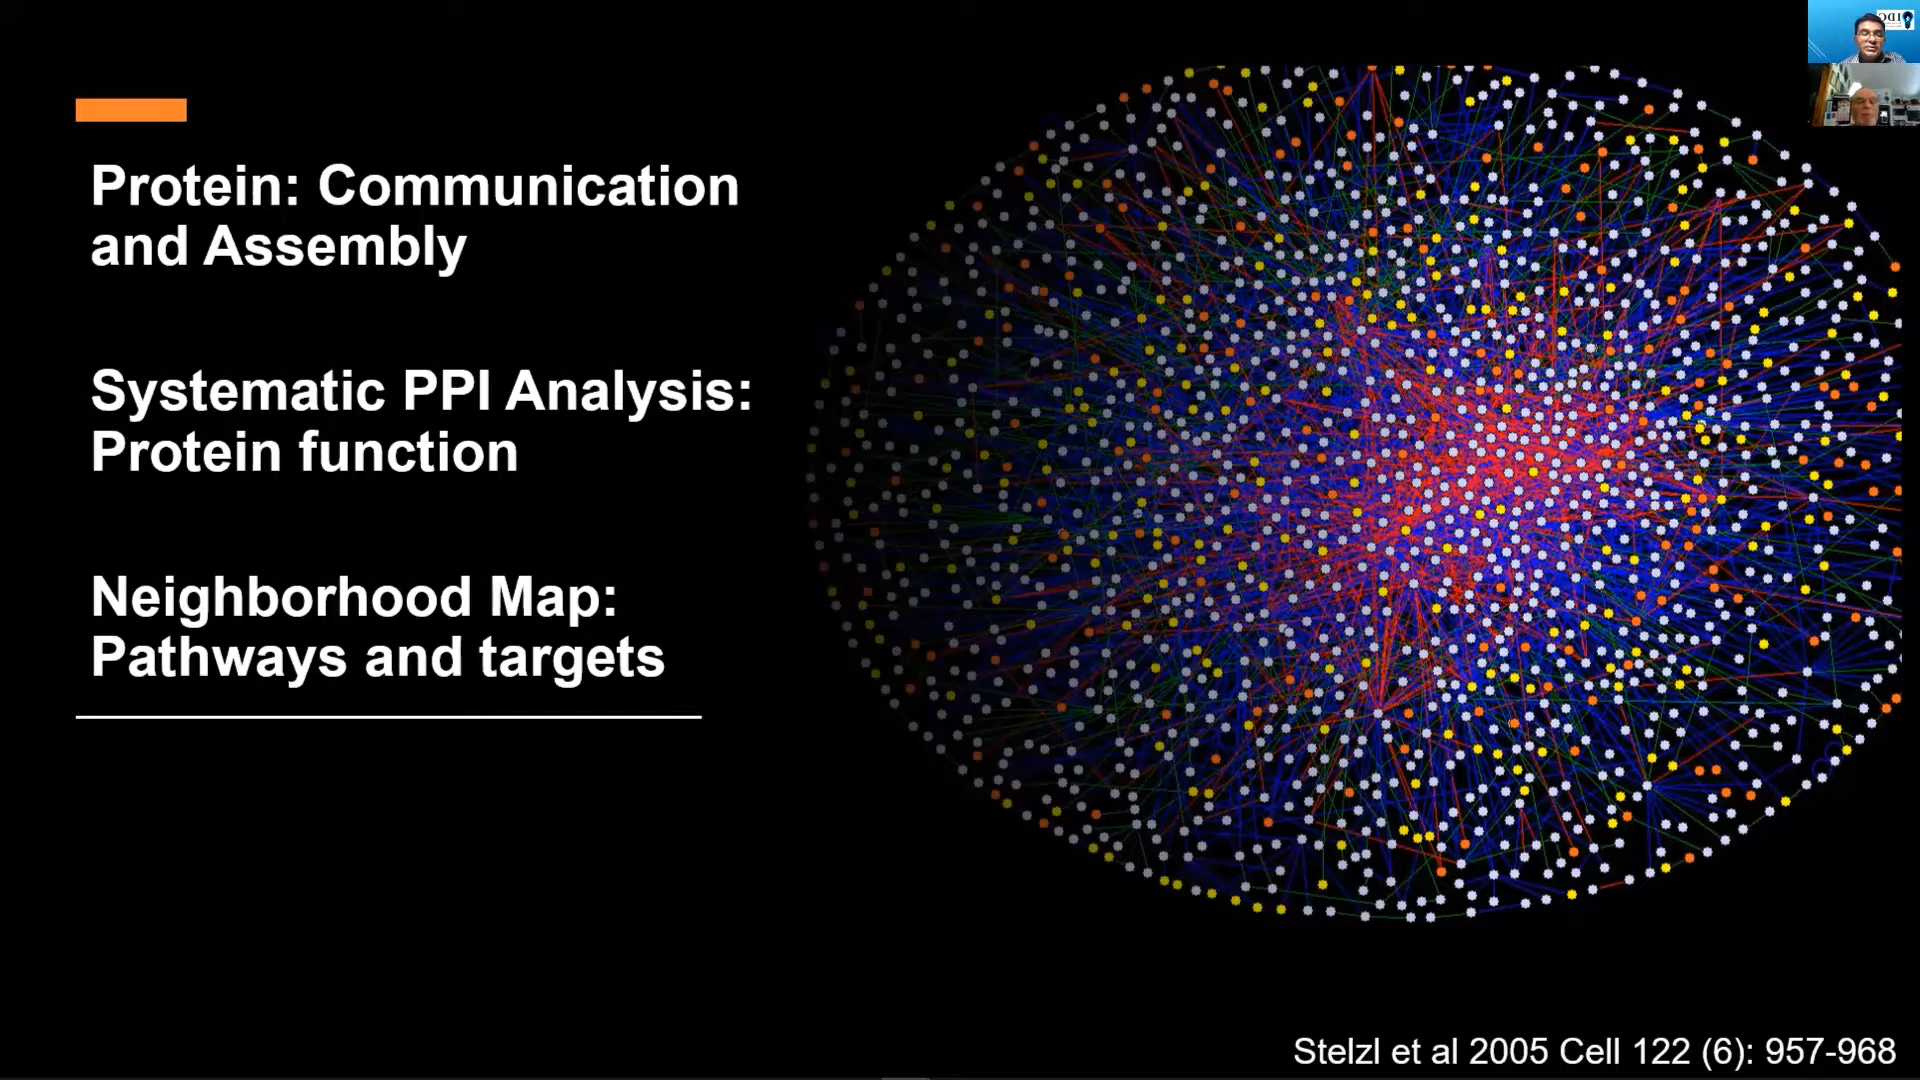 Protein: Communication
and Assembly
Systematic PPI Analysis:
Protein function
Neighborhood Map:
Pathways and targets
Stelzl et al 2005 Cell 122 (6): 957-968
IDG